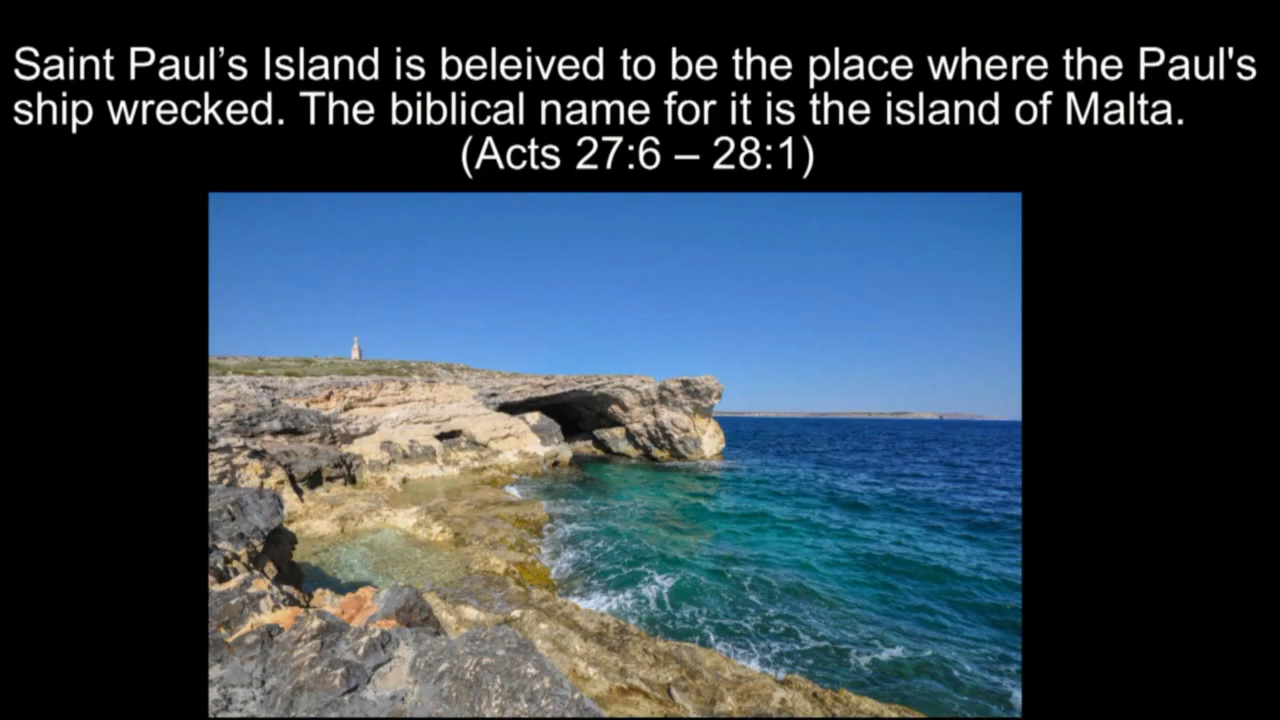 Saint Paul’s Island is beleived to be the place where the Paul's
ship wrecked. The biblical name for it is the island of Malta.
(Acts 27:6 – 28:1)